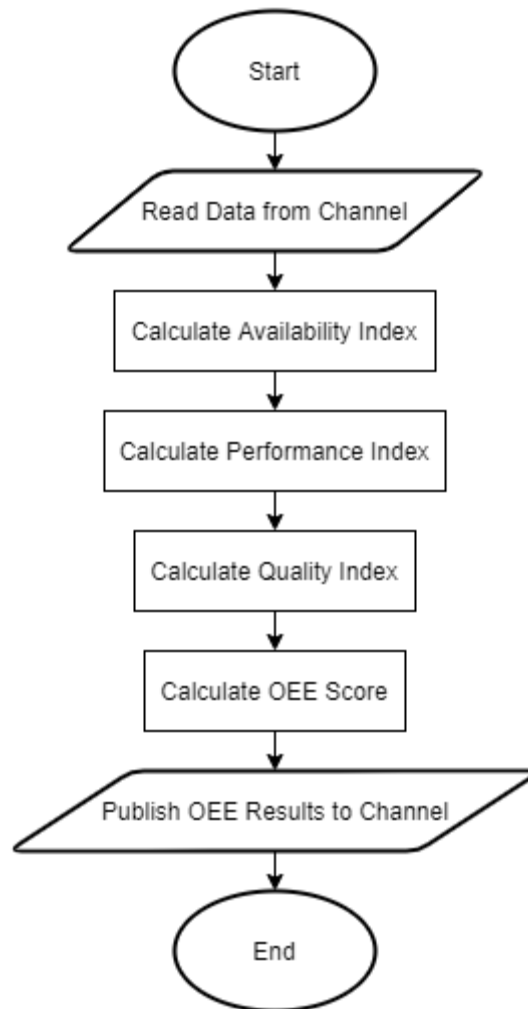 Start
Read Data from Channel
Calculate Availability Index
Calculate Performance Index
Calculate Quality Index
Calculate OEE Score
Publish OEE Results to Channel
End